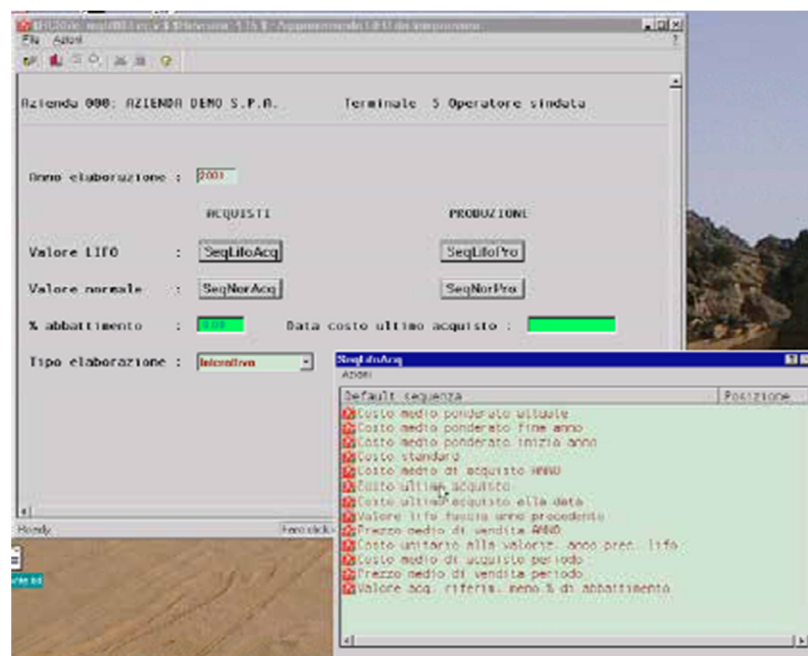 File Azioni ?
Azienda 000: AZIENDA DEMO S.P.A. Terminale 5 Operatore sindata
Anno elaborazione : 2001
ACQUISTI PRODUZIONE
Valore LIFO : SeqLifoAcq SeqLifoPro
Valore normale : SeqNorAcq SeqNorPro
% abbattimento : 0.00 Data costo ultimo acquisto :
Tipo elaborazione : Interattivo
SeqLifoAcq
Azioni
Default sequenza Posizione
Costo medio ponderato attuale
Costo medio ponderato fine anno
Costo medio ponderato inizio anno
Costo standard
Costo medio di acquisto ANNO
Costo ultimo acquisto
Costo ultimo acquisto alla data
Valore lifo fascia anno precedente
Prezzo medio di vendita ANNO
Costo unitario alla valoriz. anno prec. lifo
Costo medio di acquisto periodo
Prezzo medio di vendita periodo
Valore acq. riferim. meno % di abbattimento
Ready